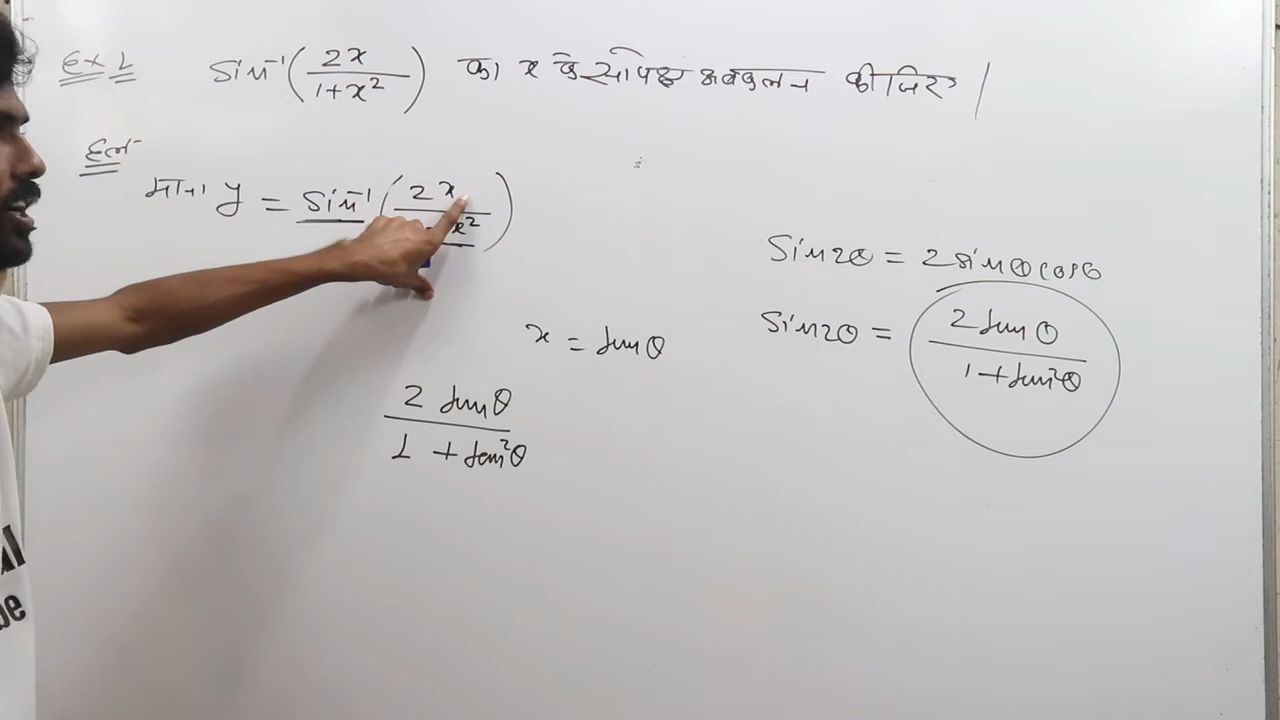 Ex 1 Sin⁻¹(2x/1+x²) का x के सापेक्ष अवकलन कीजिए |
हल-
माना y = Sin⁻¹(2x/x²)
Sin2θ = 2 sinθ cosθ
Sin2θ = 2 tanθ/1+tan²θ
x = tanθ
2 tanθ/1 + tan²θ